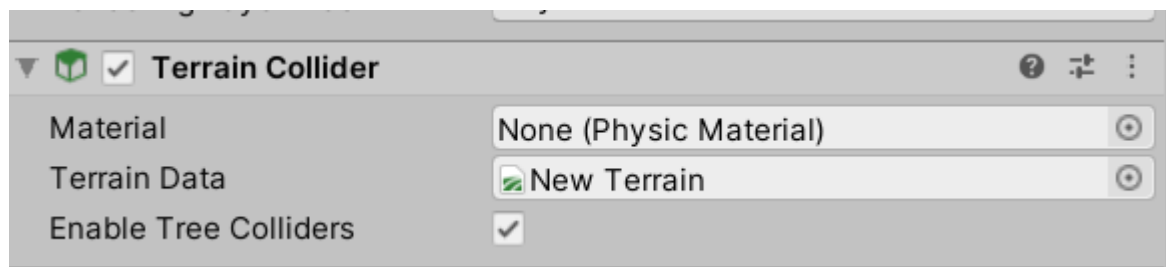 Terrain Collider
Material None (Physic Material)
Terrain Data New Terrain
Enable Tree Colliders